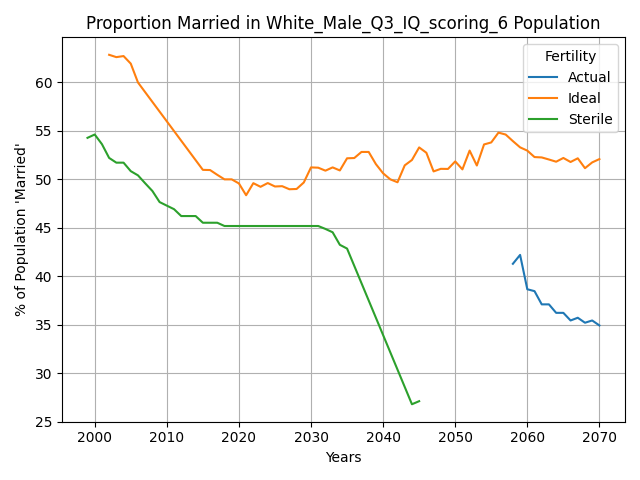 Proportion Married in White_Male_Q3_IQ_scoring_6 Population
Fertility
Actual
Ideal
Sterile
% of Population 'Married'
60
55
50
45
40
35
30
25
2000
2010
2020
2030
2040
2050
2060
2070
Years